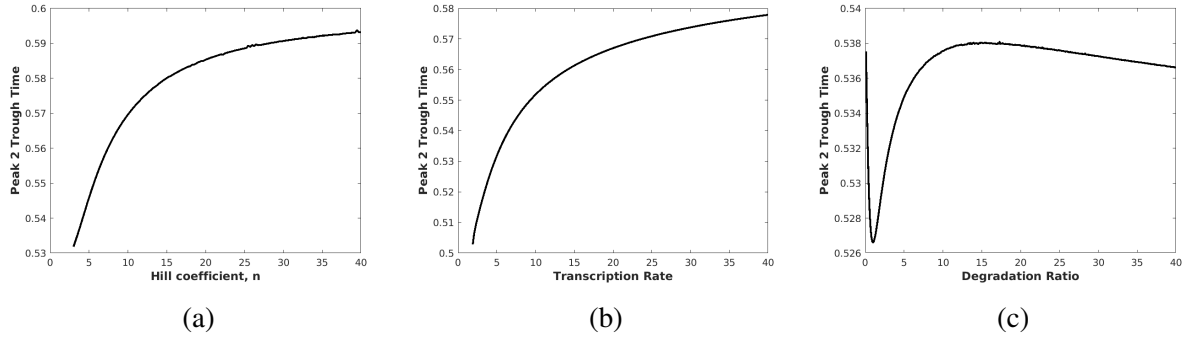 0.6
0.59
0.58
0.57
0.56
0.55
0.54
0.53
0 5 10 15 20 25 30 35 40
Peak 2 Trough Time
Hill coefficient, n
(a)
0.58
0.57
0.56
0.55
0.54
0.53
0.52
0.51
0.5
0 5 10 15 20 25 30 35 40
Peak 2 Trough Time
Transcription Rate
(b)
0.54
0.538
0.536
0.534
0.532
0.53
0.528
0.526
0 5 10 15 20 25 30 35 40
Peak 2 Trough Time
Degradation Ratio
(c)